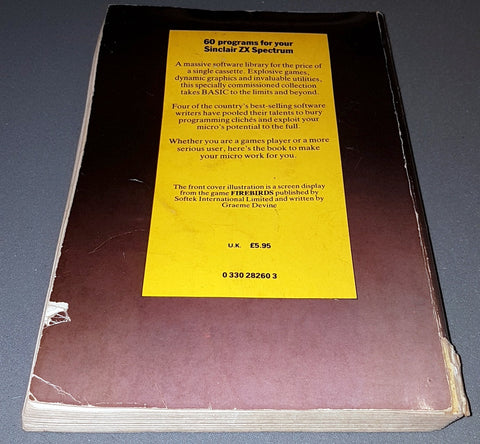 60 programs for your
Sinclair ZX Spectrum
A massive software library for the price of
a single cassette. Explosive games,
dynamic graphics and invaluable utilities,
this specially commissioned collection
takes BASIC to the limits and beyond.
Four of the country's best-selling software
writers have pooled their talents to bury
programming clichés and exploit your
micro's potential to the full.
Whether you are a games player or a more
serious user, here's the book to make
your micro work for you.
The front cover illustration is a screen display
from the game FIREBIRDS published by
Softek International Limited and written by
Graeme Devine
U.K. £5.95
0 330 28260 3